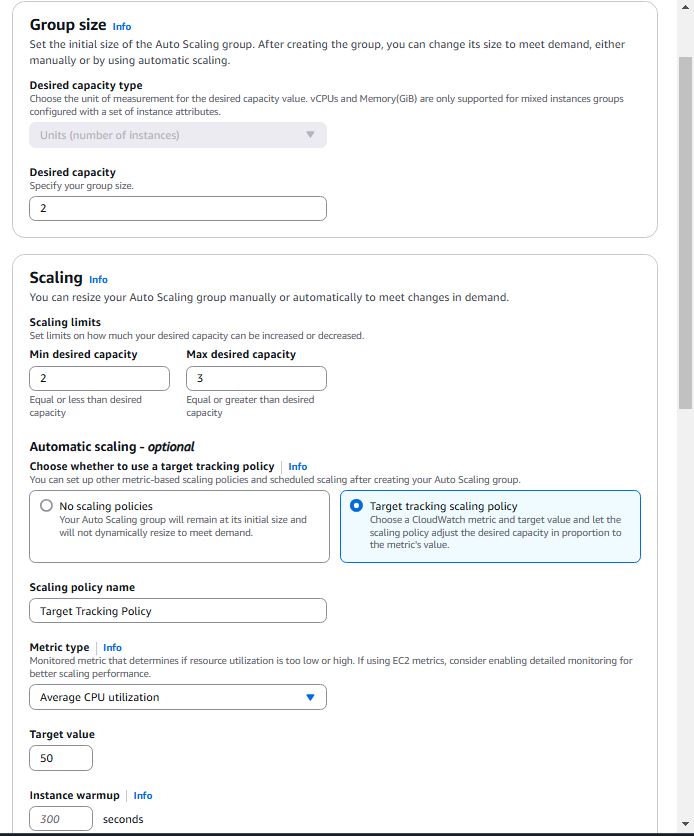 Group size Info
Set the initial size of the Auto Scaling group. After creating the group, you can change its size to meet demand, either
manually or by using automatic scaling.
Desired capacity type
Choose the unit of measurement for the desired capacity value. vCPUs and Memory(GiB) are only supported for mixed instances groups
configured with a set of instance attributes.
Units (number of instances)
Desired capacity
Specify your group size.
2
Scaling Info
You can resize your Auto Scaling group manually or automatically to meet changes in demand.
Scaling limits
Set limits on how much your desired capacity can be increased or decreased.
Min desired capacity Max desired capacity
2 3
Equal or less than desired Equal or greater than desired
capacity capacity
Automatic scaling - optional
Choose whether to use a target tracking policy Info
You can set up other metric-based scaling policies and scheduled scaling after creating your Auto Scaling group.
No scaling policies
Your Auto Scaling group will remain at its initial size and
will not dynamically resize to meet demand.
Target tracking scaling policy
Choose a CloudWatch metric and target value and let the
scaling policy adjust the desired capacity in proportion to
the metric's value.
Scaling policy name
Target Tracking Policy
Metric type Info
Monitored metric that determines if resource utilization is too low or high. If using EC2 metrics, consider enabling detailed monitoring for
better scaling performance.
Average CPU utilization
Target value
50
Instance warmup Info
300 seconds